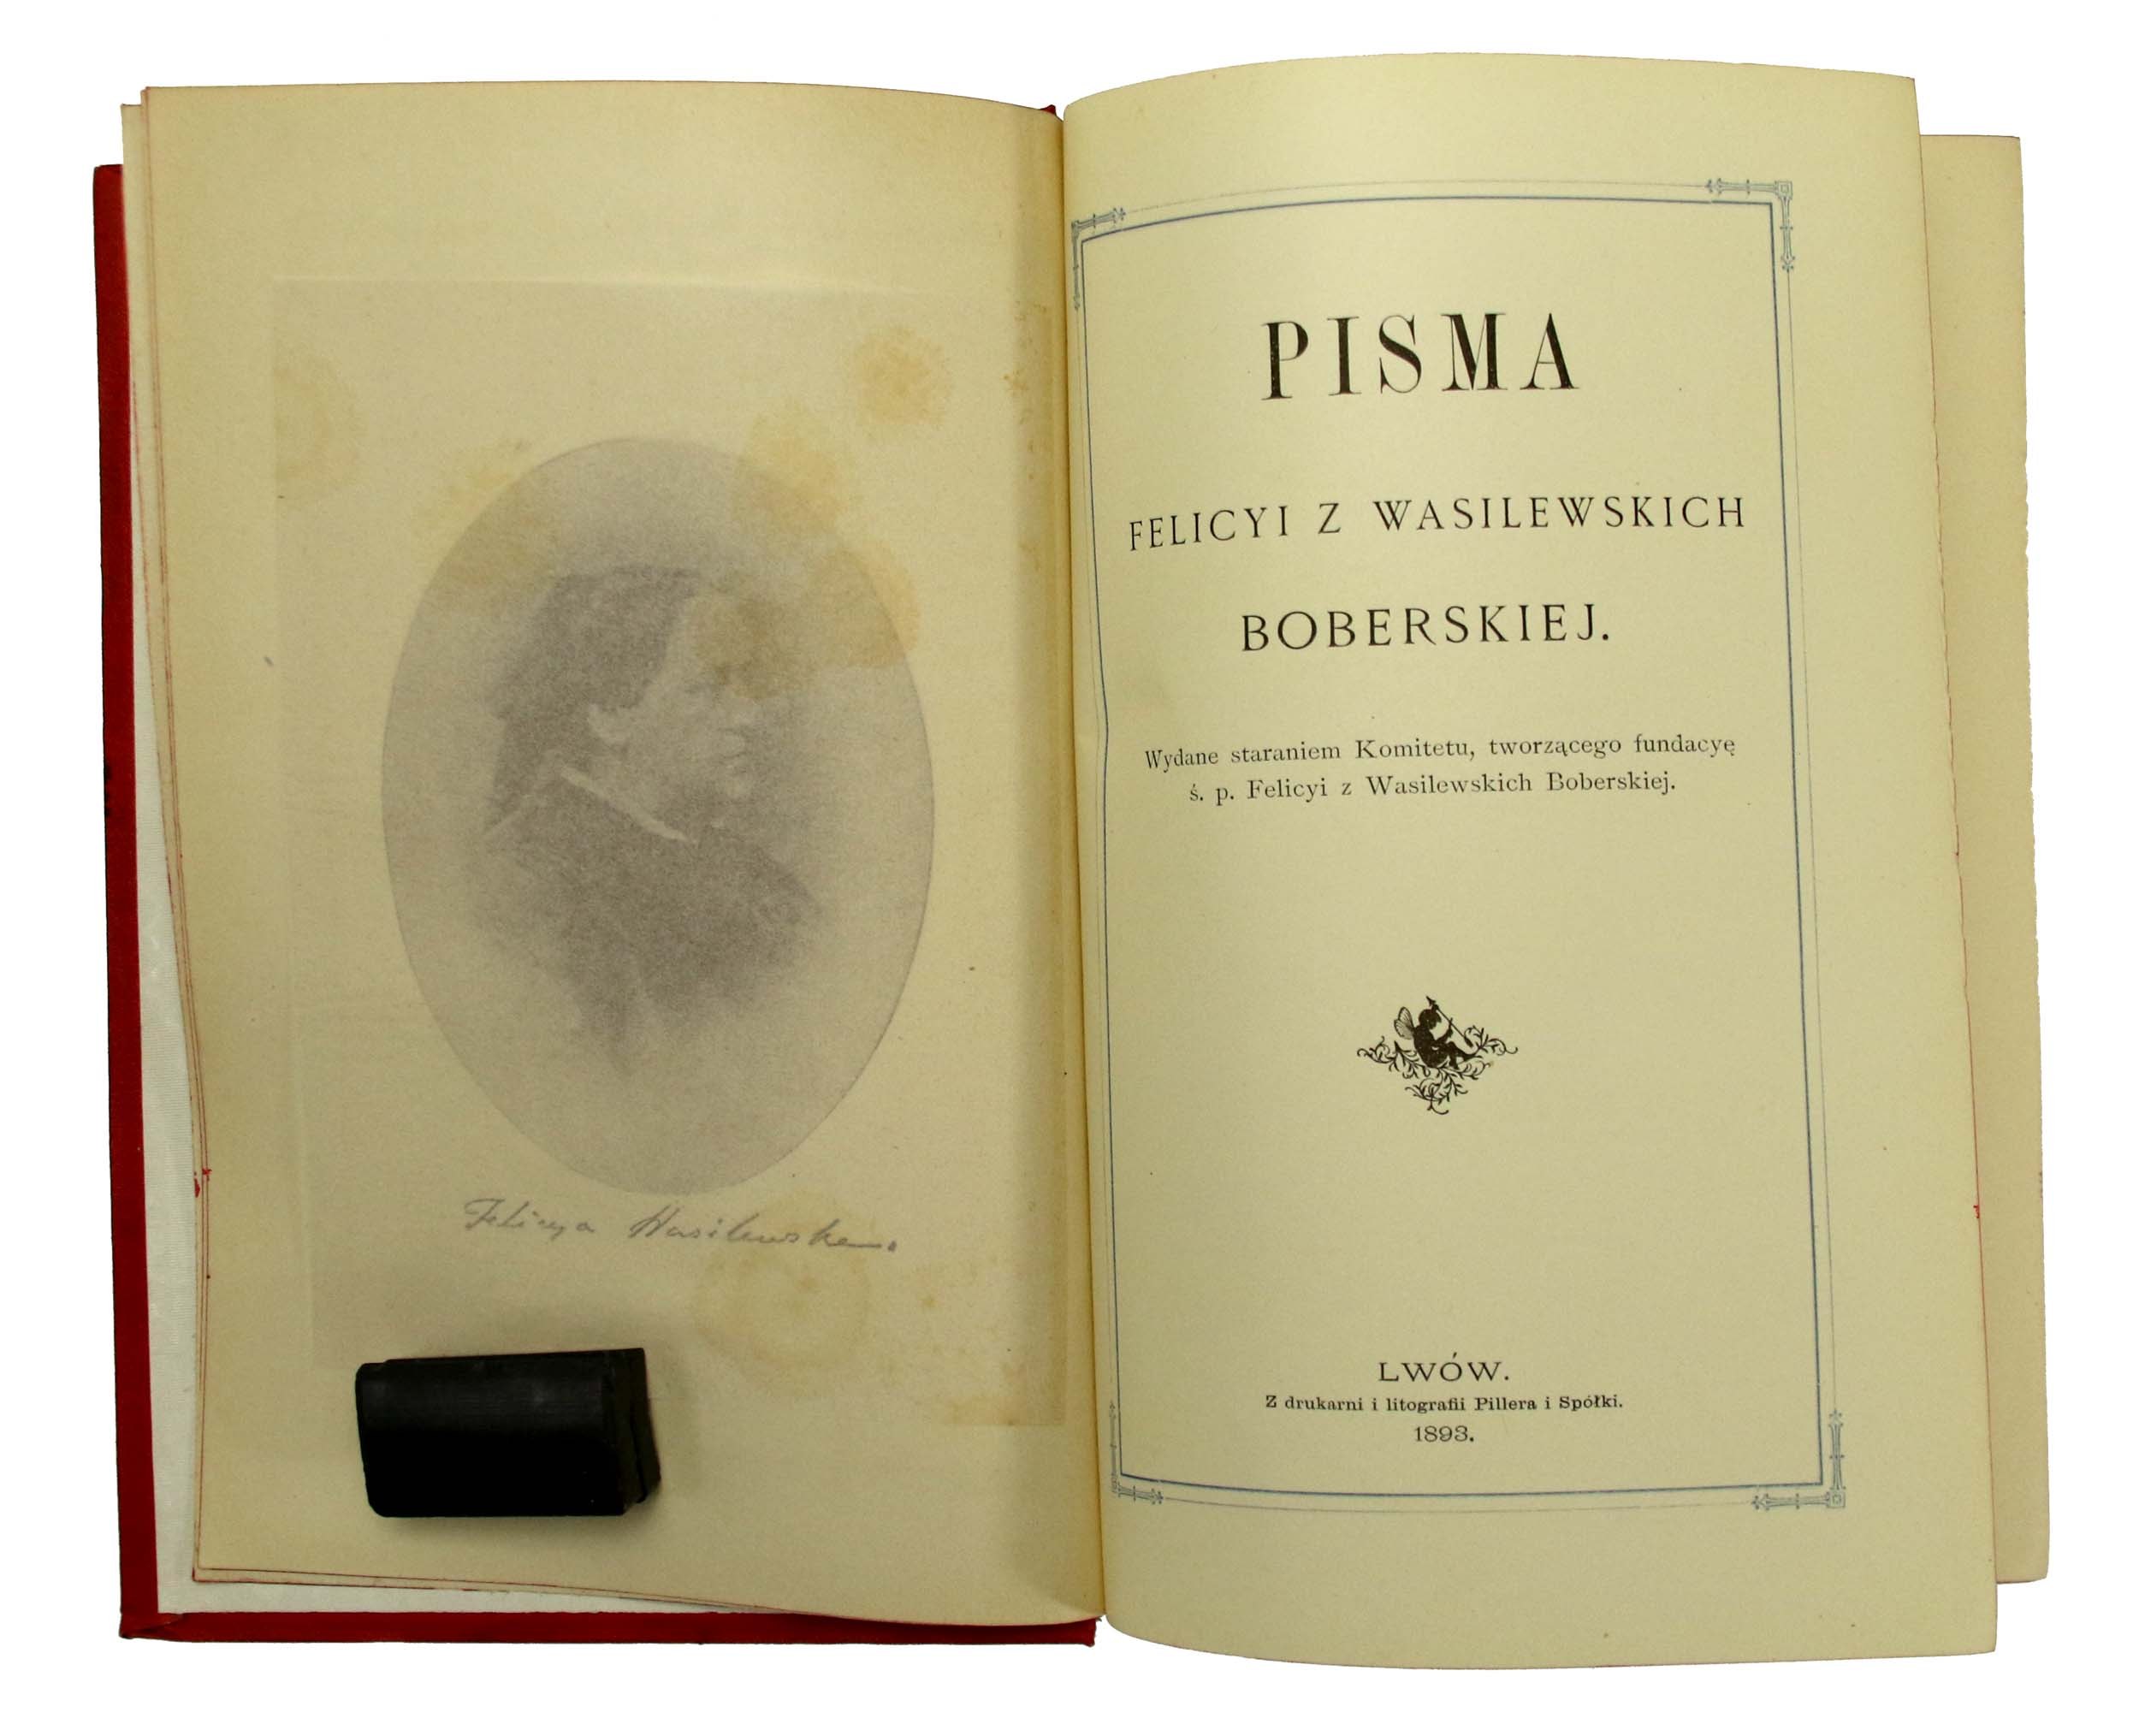 Felicya Wasilewska.
PISMA
FELICYI Z WASILEWSKICH
BOBERSKIEJ.
Wydane staraniem Komitetu, tworzącego fundacyę
ś. p. Felicyi z Wasilewskich Boberskiej.
LWÓW.
Z drukarni i litografii Pillera i Spółki.
1893.